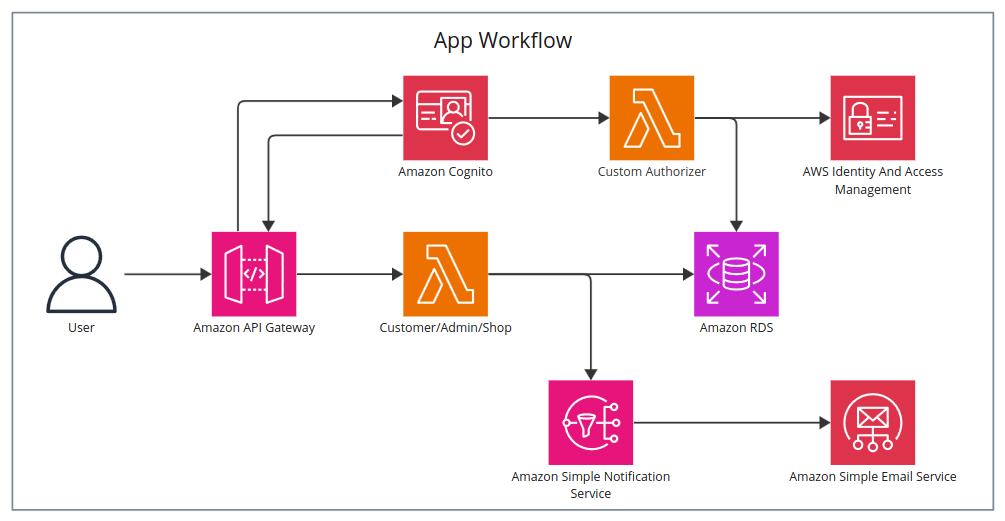 App Workflow
Amazon Cognito
Custom Authorizer
AWS Identity And Access
Management
User
Amazon API Gateway
Customer/Admin/Shop
Amazon RDS
Amazon Simple Notification
Service
Amazon Simple Email Service